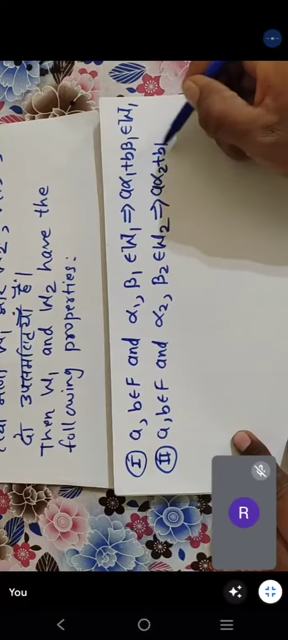 दो उपसमष्टियाँ हैं।
Then W₁ and W₂ have the
following properties:
Ⓘ a, b∈F and α₁, β₁ ∈W₁ ⇒ aα₁+bβ₁∈W₁
Ⓘⓘ a, b∈F and α₂, β₂ ∈W₂ ⇒ aα₂+b
R
You